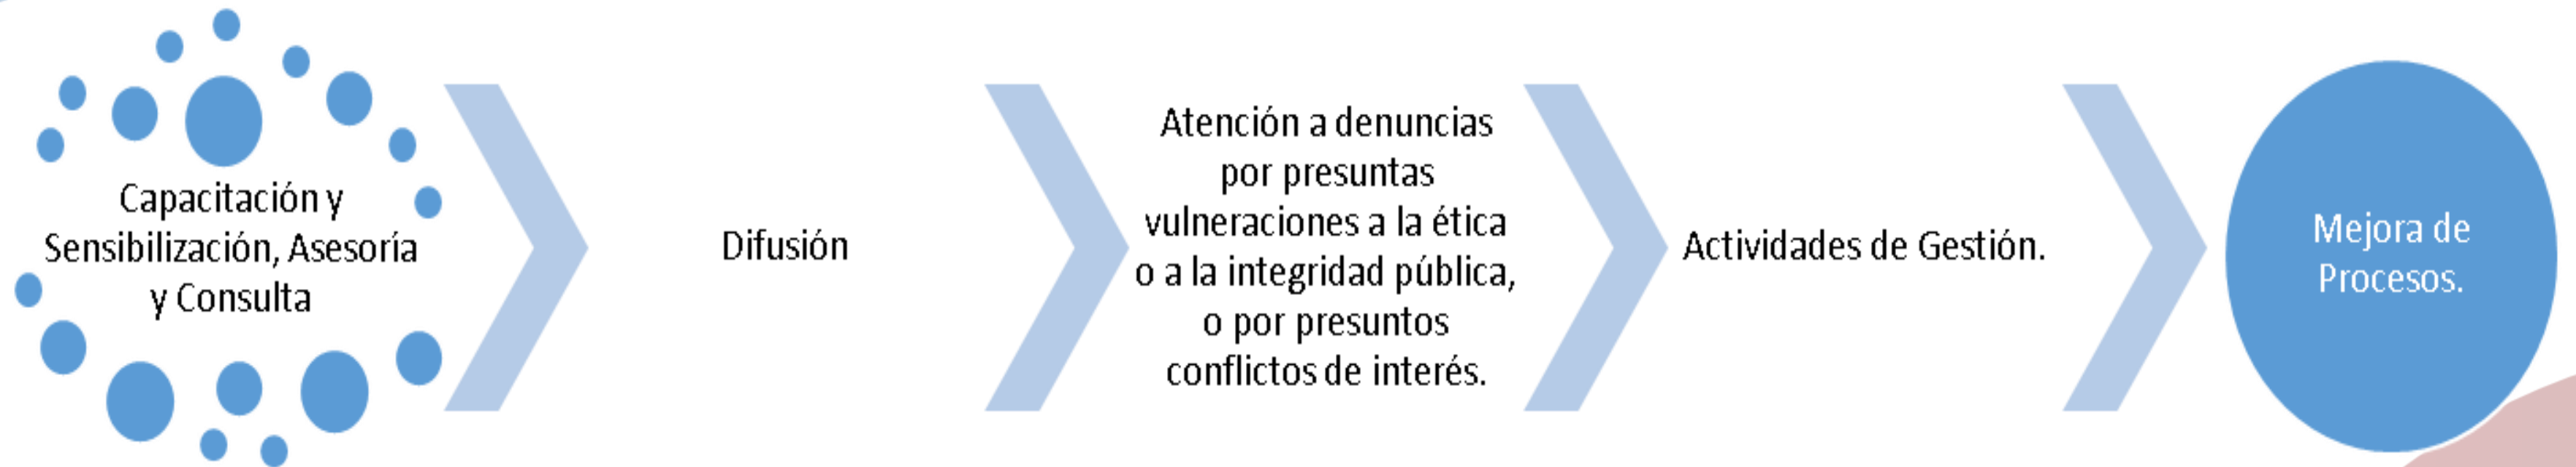 Capacitación y
Sensibilización, Asesoría
y Consulta
Difusión
Atención a denuncias
por presuntas
vulneraciones a la ética
o a la integridad pública,
o por presuntos
conflictos de interés.
Actividades de Gestión.
Mejora de
Procesos.